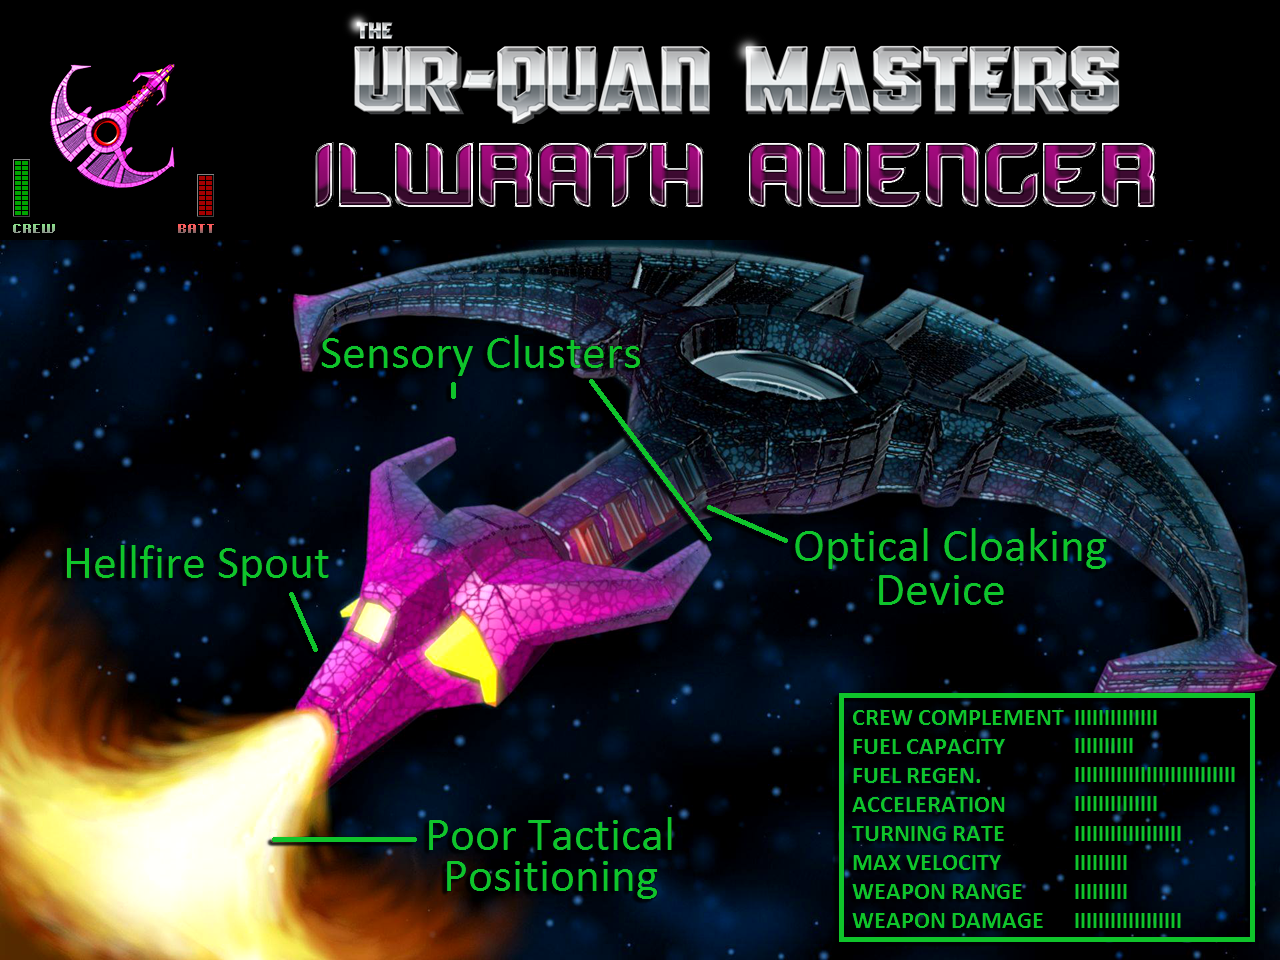 THE
UR-QUAN MASTERS
ILWRATH AVENGER
CREW
BATT
Sensory Clusters
Hellfire Spout
Optical Cloaking
Device
Poor Tactical
Positioning
CREW COMPLEMENT
FUEL CAPACITY
FUEL REGEN.
ACCELERATION
TURNING RATE
MAX VELOCITY
WEAPON RANGE
WEAPON DAMAGE